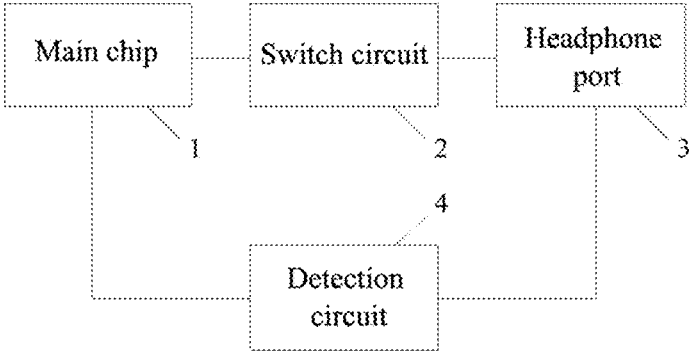 Main chip
Switch circuit
Headphone
port
1
2
3
4
Detection
circuit